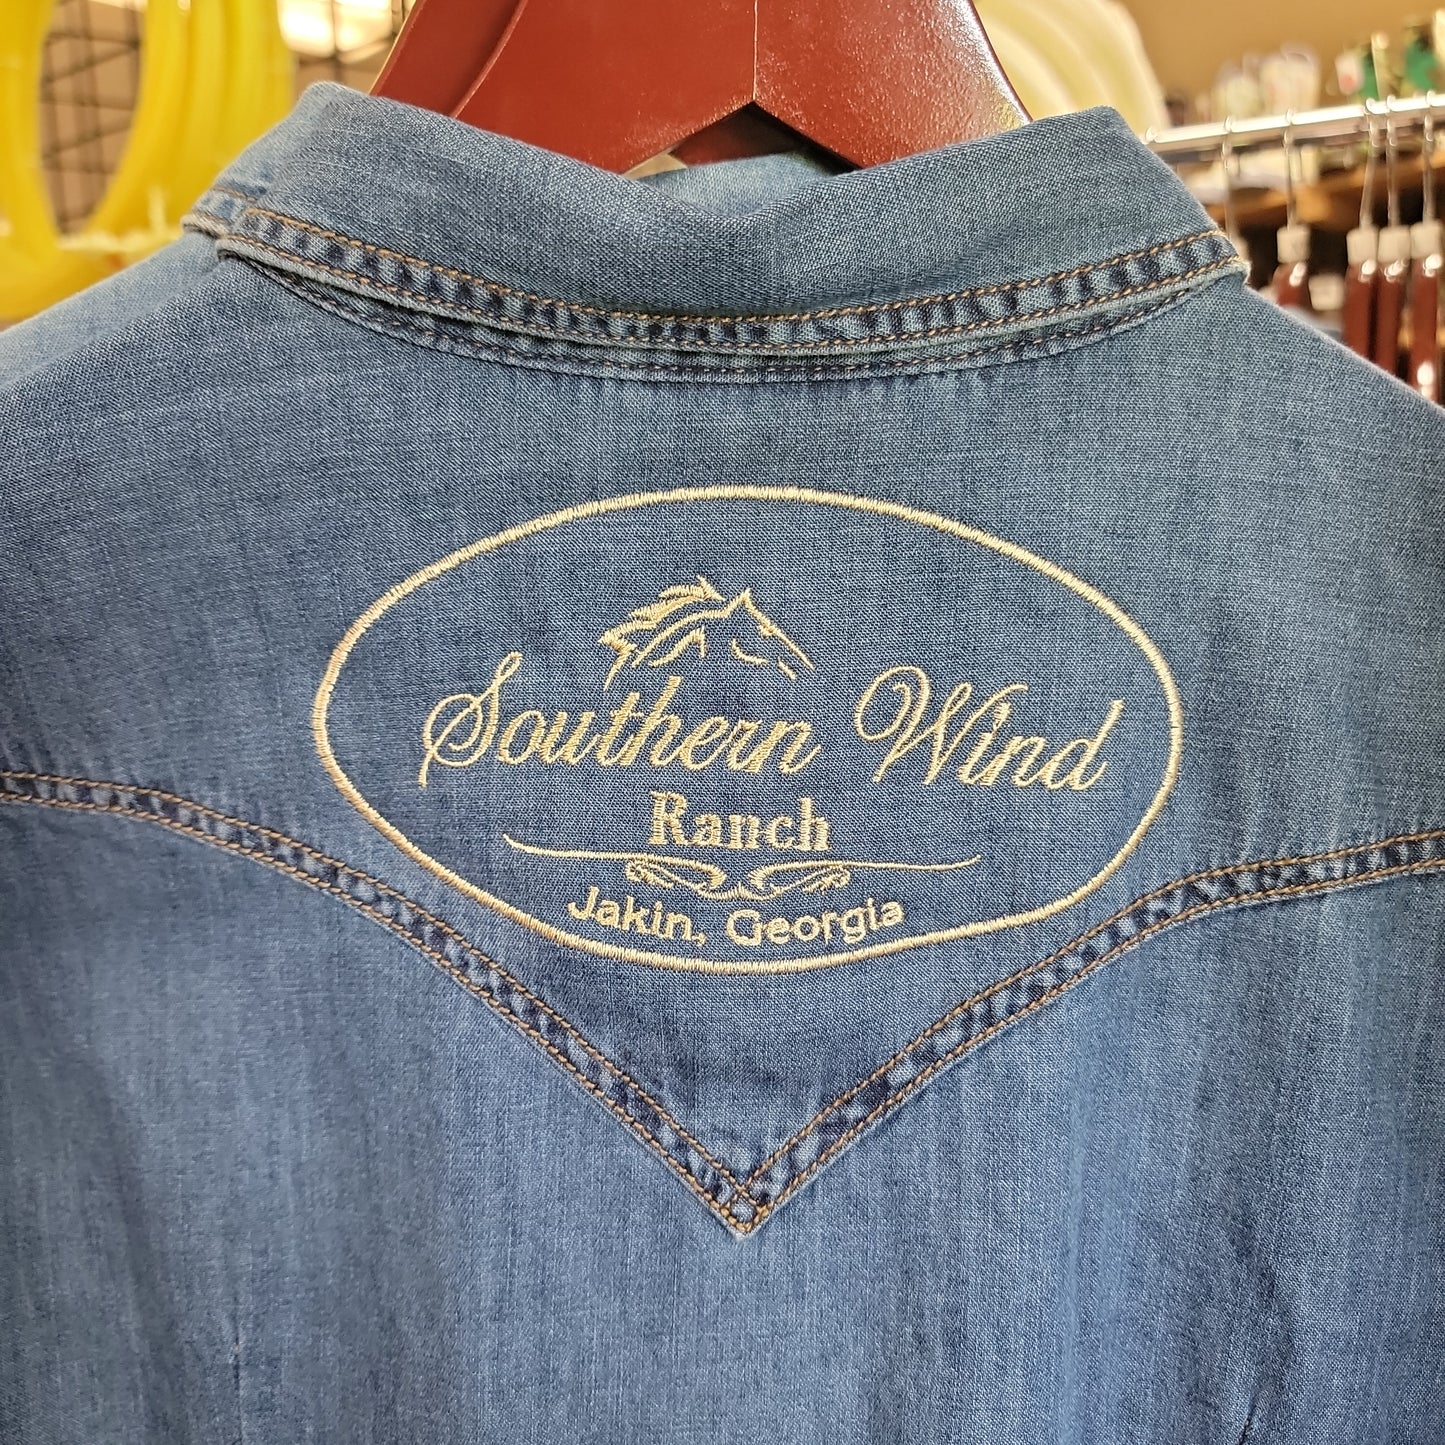 Southern Wind
Ranch
Jakin, Georgia